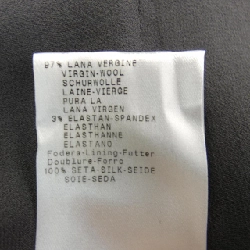 97% LANA VERGINE
VIRGIN-WOOL
SCHURWOLLE
LAINE-VIERGE
PURA LA
LANA VIRGEN
3% ELASTAN-SPANDEX
ELASTHAN
ELASTHANNE
ELASTANO
Fodera-Lining-Futter
Doublure-Forro
100% SETA-SILK-SEIDE
SOIE-SEDA